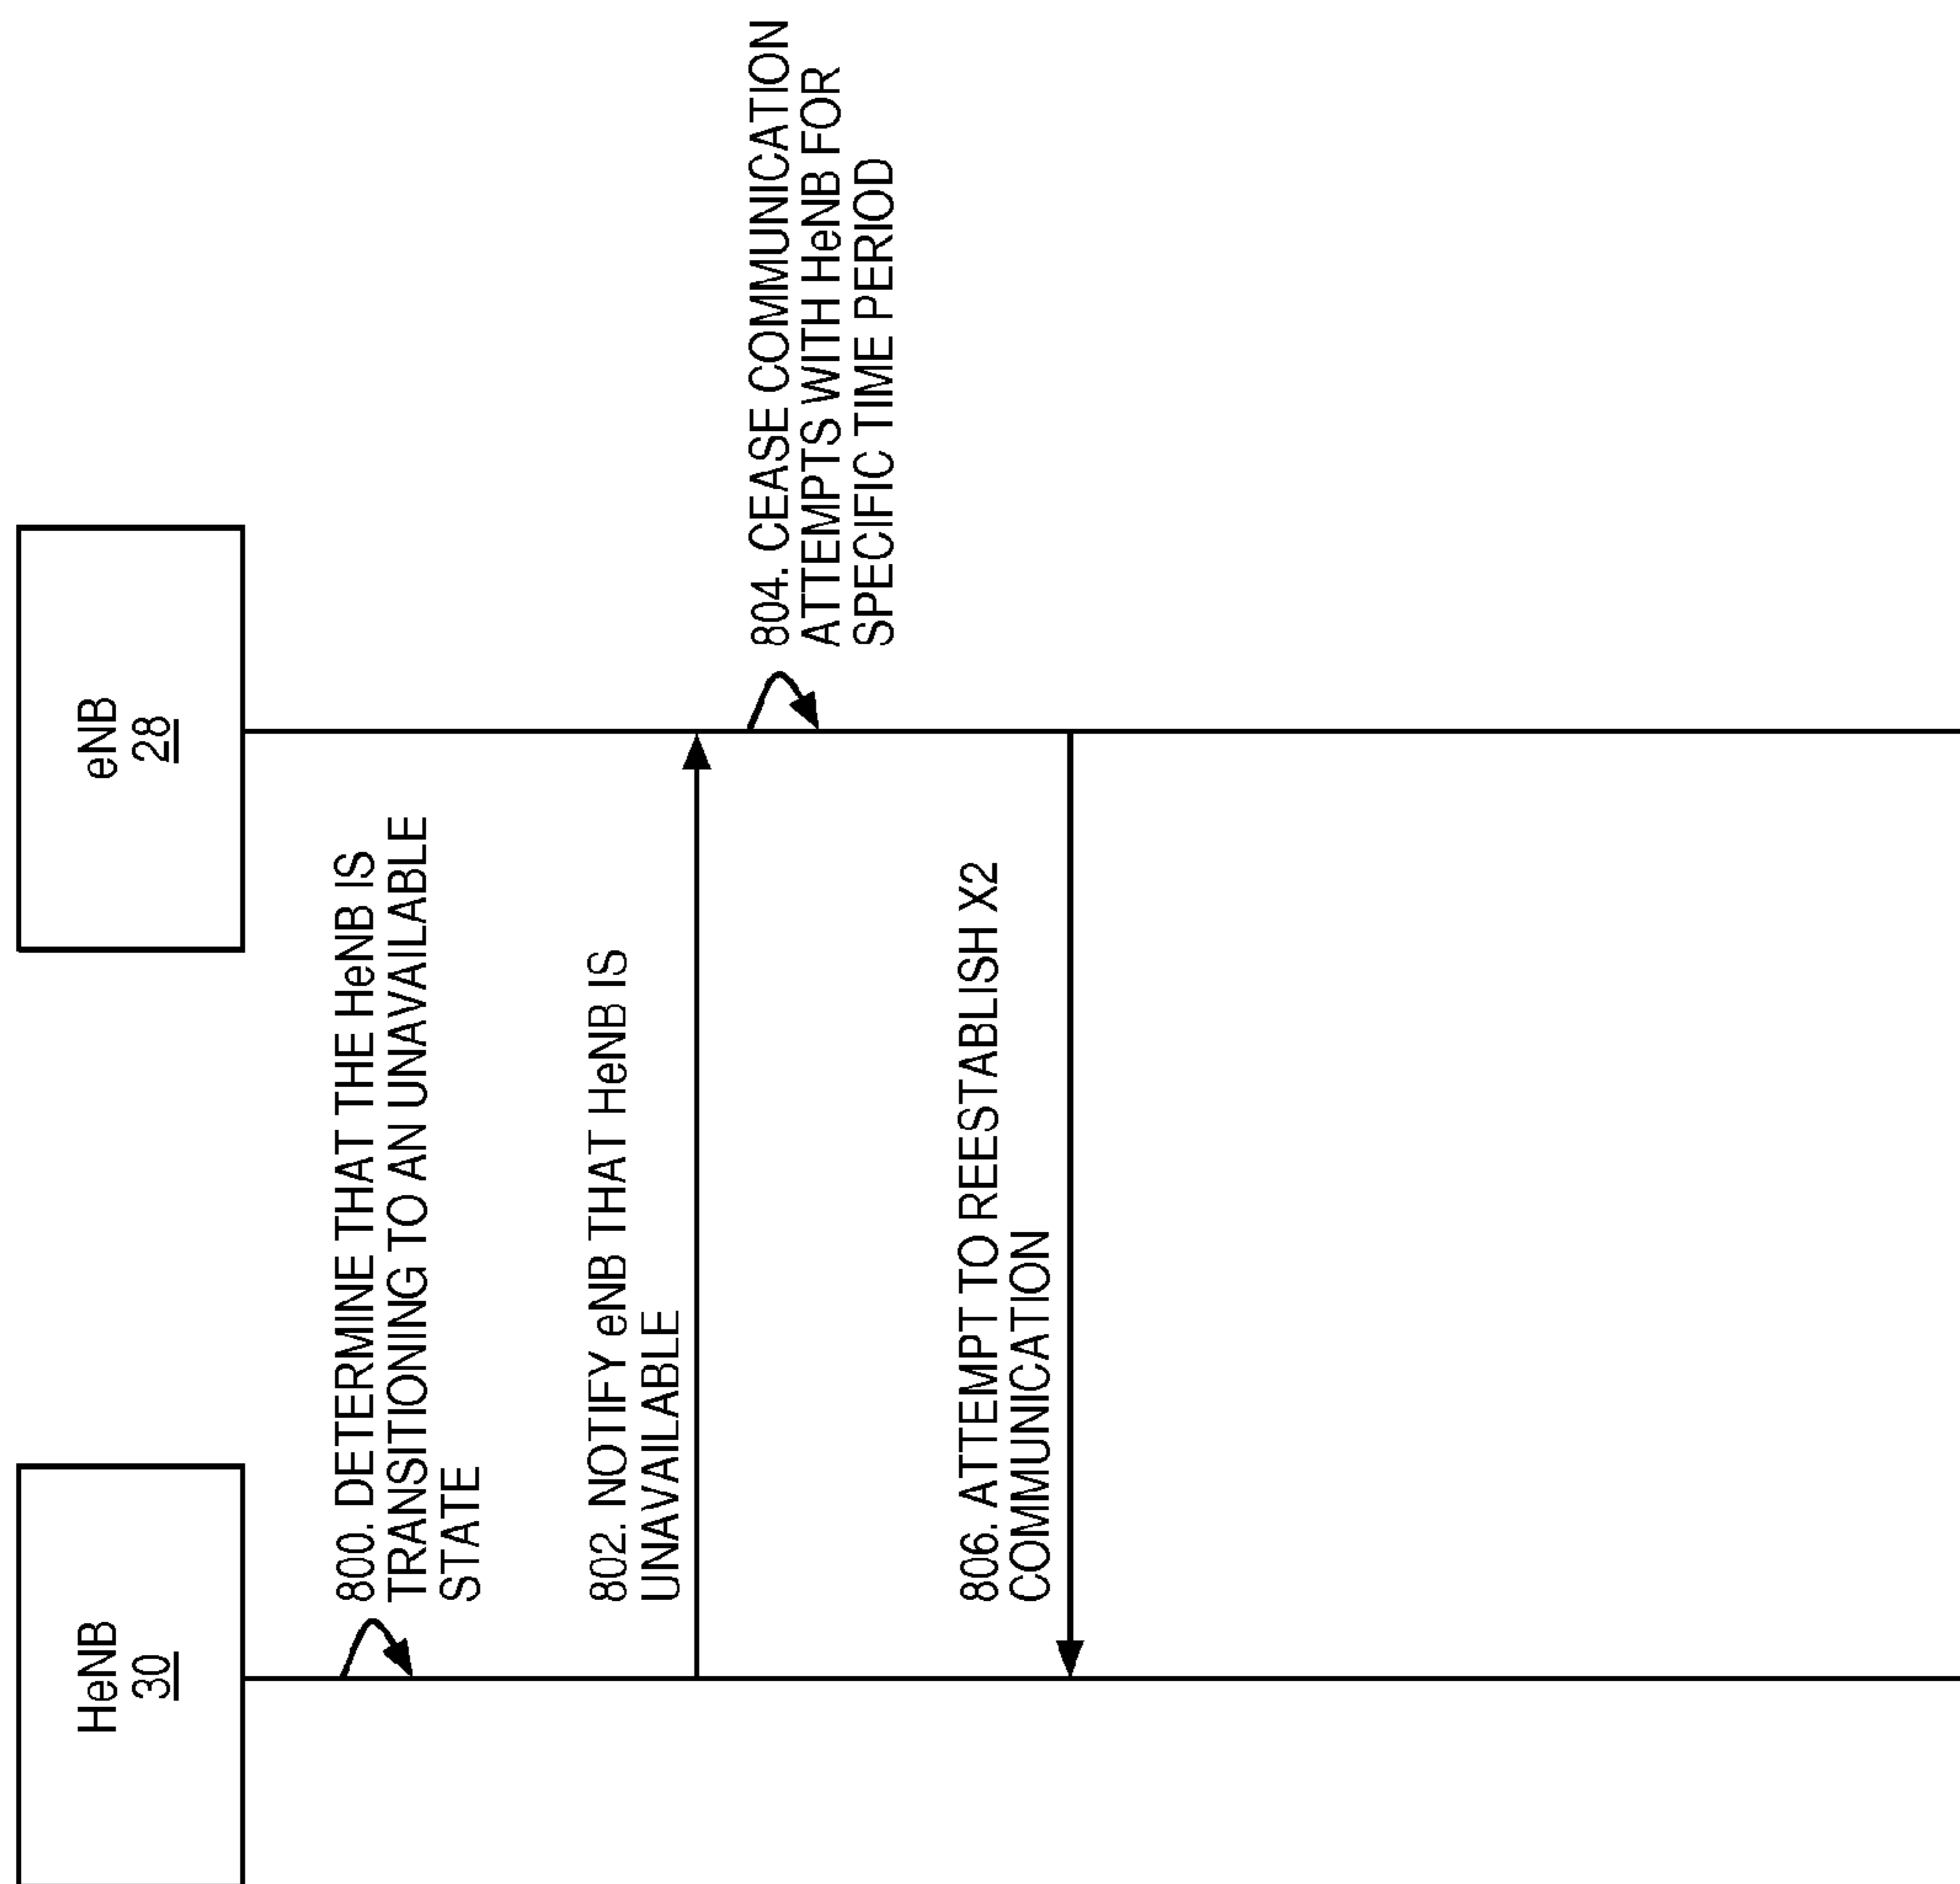 HeNB
30
eNB
28
800. DETERMINE THAT THE HeNB IS
TRANSITIONING TO AN UNAVAILABLE
STATE
802. NOTIFY eNB THAT HeNB IS
UNAVAILABLE
804. CEASE COMMUNICATION
ATTEMPTS WITH HeNB FOR
SPECIFIC TIME PERIOD
806. ATTEMPT TO REESTABLISH X2
COMMUNICATION